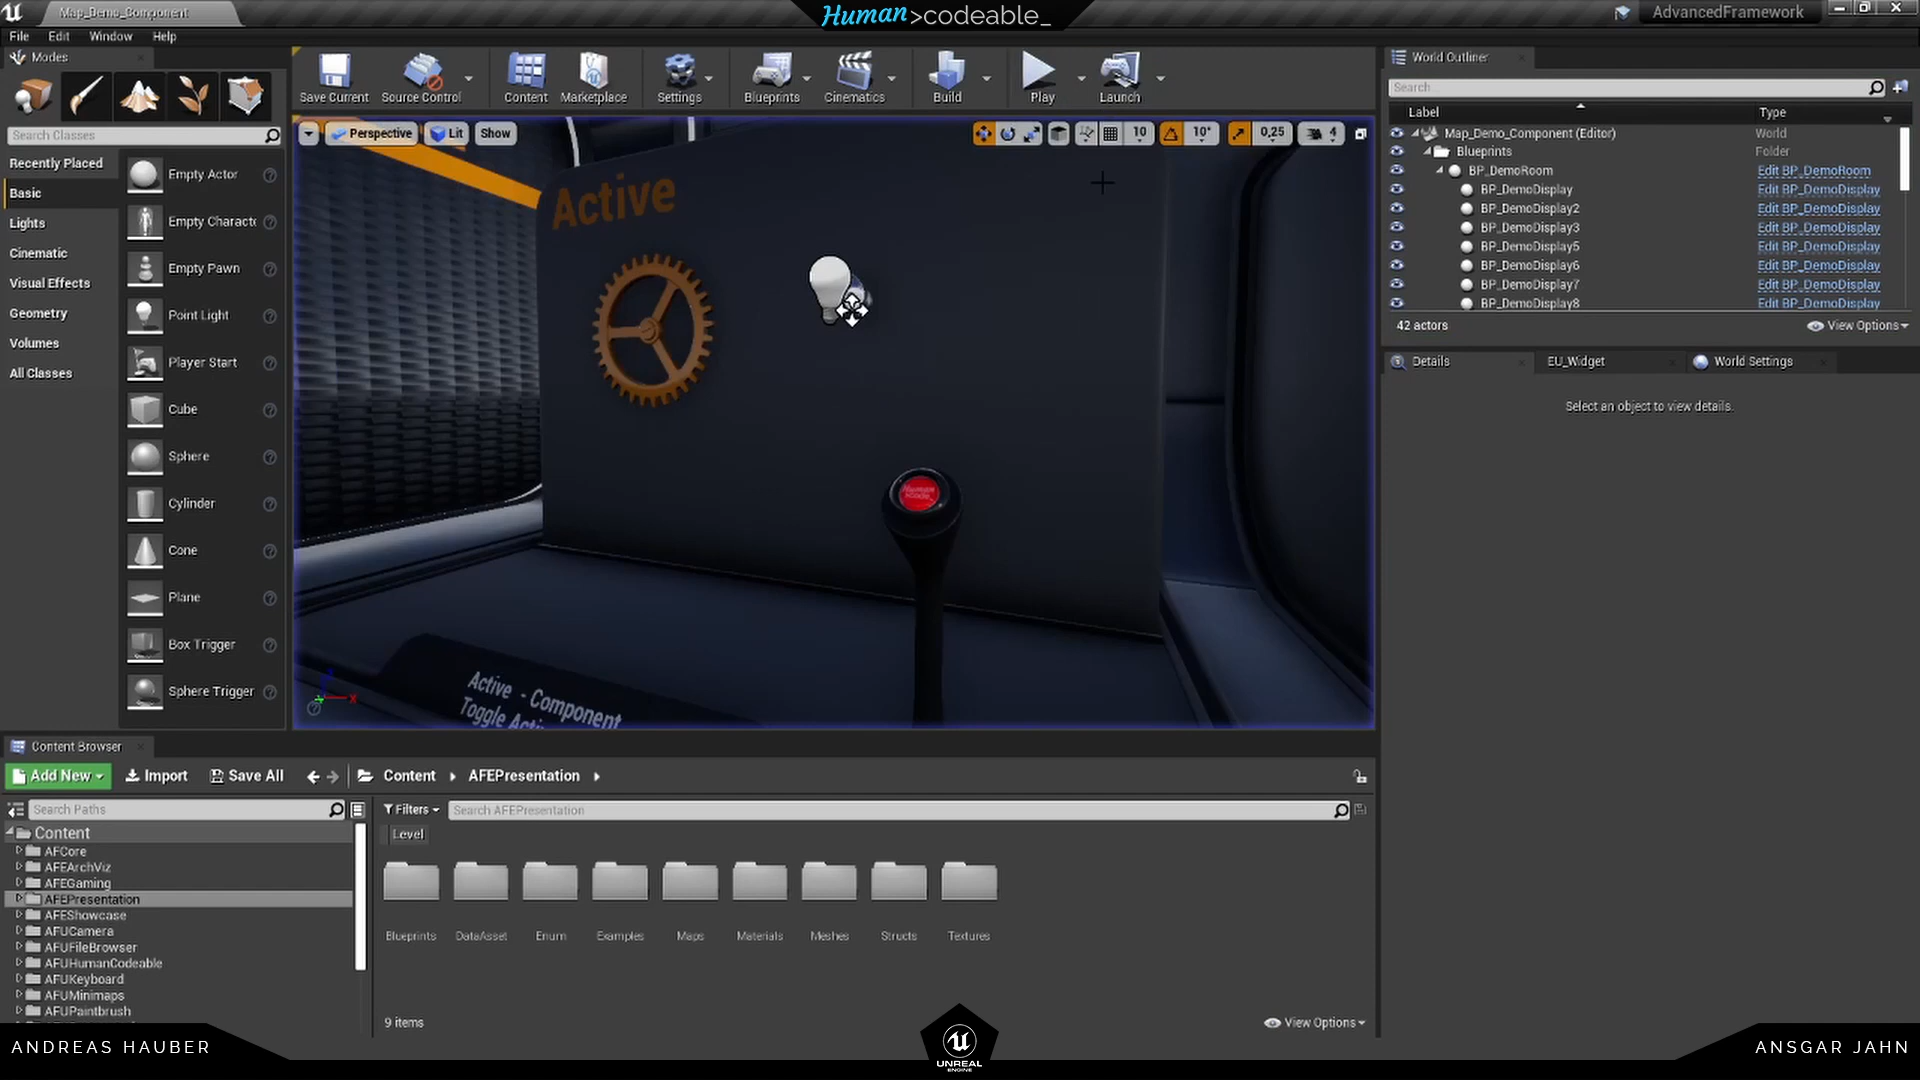 Map_Demo_Component
Human>codeable_
AdvancedFramework
File Edit Window Help
Modes
Save Current
Source Control
Content
Marketplace
Settings
Blueprints
Cinematics
Build
Play
Launch
Search Classes
Recently Placed
Basic
Lights
Cinematic
Visual Effects
Geometry
Volumes
All Classes
Empty Actor
Empty Characte
Empty Pawn
Point Light
Player Start
Cube
Sphere
Cylinder
Cone
Plane
Box Trigger
Sphere Trigger
Perspective
Lit
Show
10
10°
0,25
4
Active
Human
>code_
Active - Component
X
World Outliner
Search...
Label Type
Map_Demo_Component (Editor) World
Blueprints Folder
BP_DemoRoom Edit BP_DemoRoom
BP_DemoDisplay Edit BP_DemoDisplay
BP_DemoDisplay2 Edit BP_DemoDisplay
BP_DemoDisplay3 Edit BP_DemoDisplay
BP_DemoDisplay5 Edit BP_DemoDisplay
BP_DemoDisplay6 Edit BP_DemoDisplay
BP_DemoDisplay7 Edit BP_DemoDisplay
BP_DemoDisplay8 Edit BP_DemoDisplay
42 actors
View Options
Details
EU_Widget
World Settings
Select an object to view details.
Content Browser
Add New
Import
Save All
Content
AFEPresentation
Search Paths
Filters
Search AFEPresentation
Level
Content
AFCore
AFEArchViz
AFEGaming
AFEPresentation
AFEShowcase
AFUCamera
AFUFileBrowser
AFUHumanCodeable
AFUKeyboard
AFUMinimaps
AFUPaintbrush
Blueprints
DataAsset
Enum
Examples
Maps
Materials
Meshes
Structs
Textures
9 items
View Options
ANDREAS HAUBER
UNREAL
ENGINE
ANSGAR JAHN